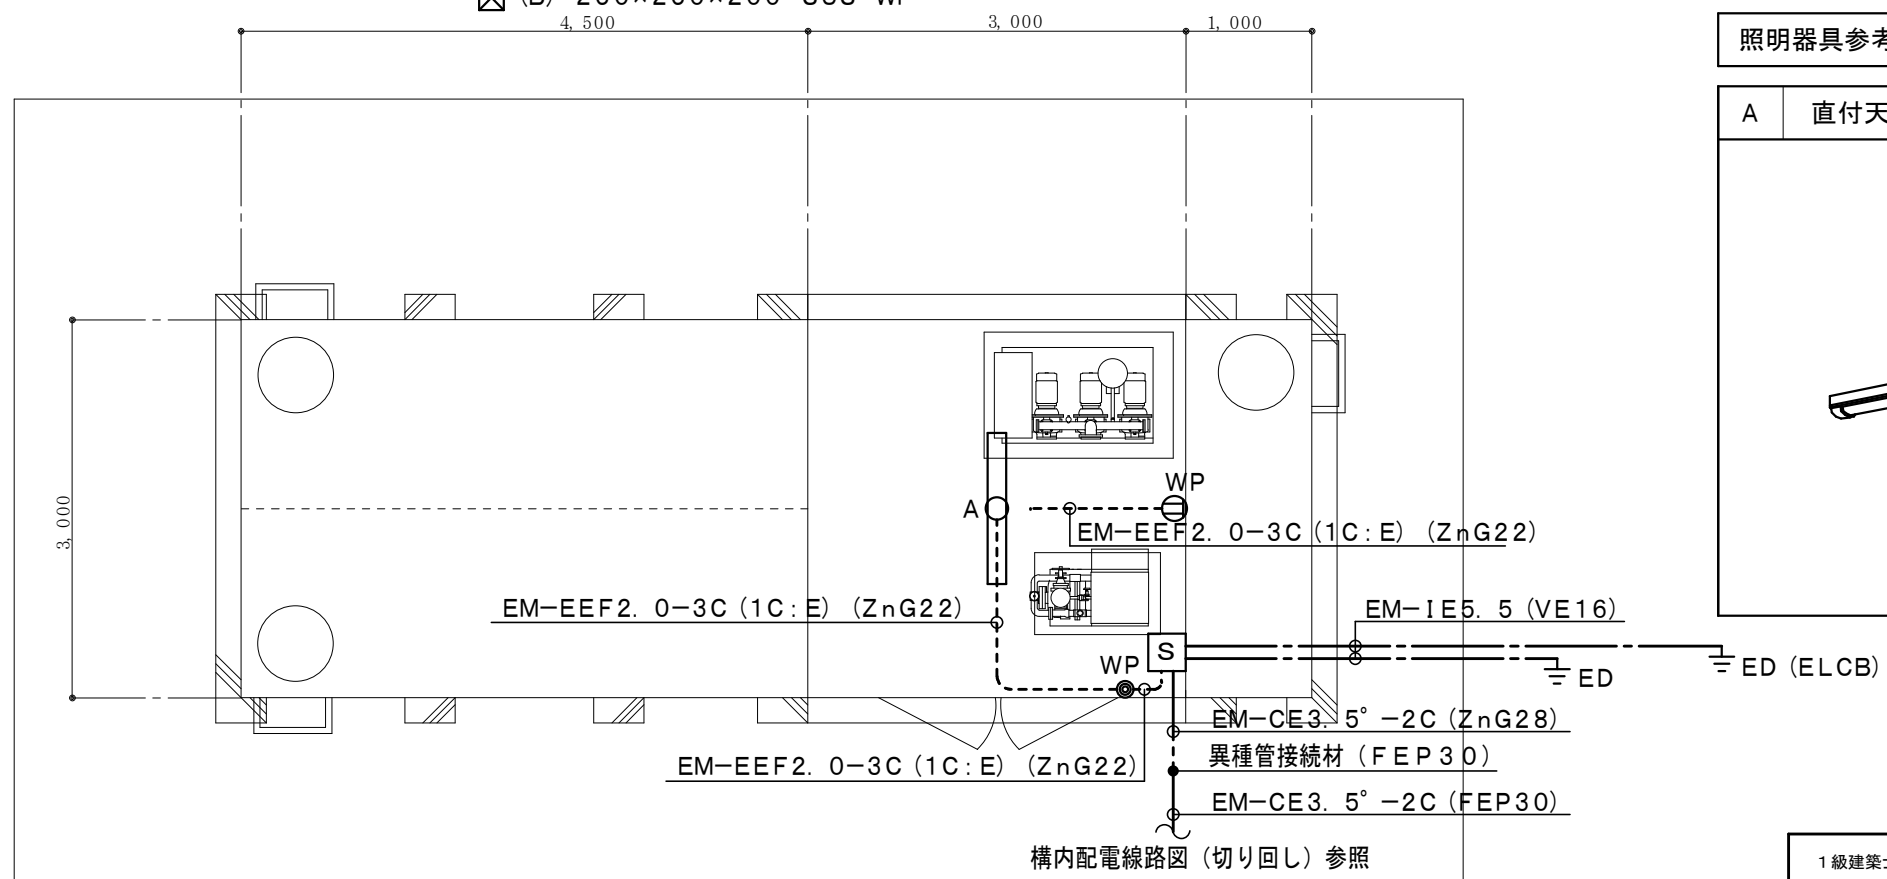 4,500
3,000
1,000
照明器具参考
A 直付天
3,000
WP
A
EM-EEF2.0-3C(1C:E)(ZnG22)
EM-EEF2.0-3C(1C:E)(ZnG22)
EM-IE5.5(VE16)
S
WP
ED(ELCB)
ED
EM-CE3.5°-2C(ZnG28)
異種管接続材(FEP30)
EM-EEF2.0-3C(1C:E)(ZnG22)
EM-CE3.5°-2C(FEP30)
構内配電線路図(切り回し)参照
1級建築士